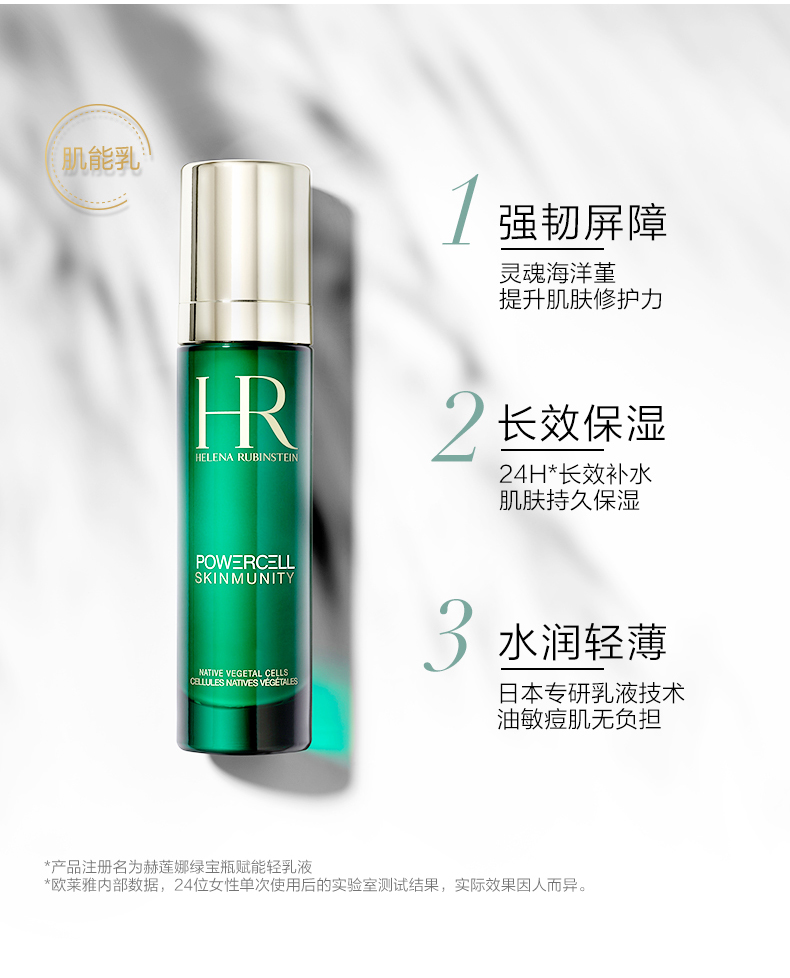 肌能乳
HR
HELENA RUBINSTEIN
POWERCELL
SKINMUNITY
NATIVE VEGETAL CELLS
CELLULES NATIVES VÉGÉTALES
1
强韧屏障
灵魂海洋堇
提升肌肤修护力
2
长效保湿
24H*长效补水
肌肤持久保湿
3
水润轻薄
日本专研乳液技术
油敏痘肌无负担
*产品注册名为赫莲娜绿宝瓶赋能轻乳液
*欧莱雅内部数据，24位女性单次使用后的实验室测试结果，实际效果因人而异。